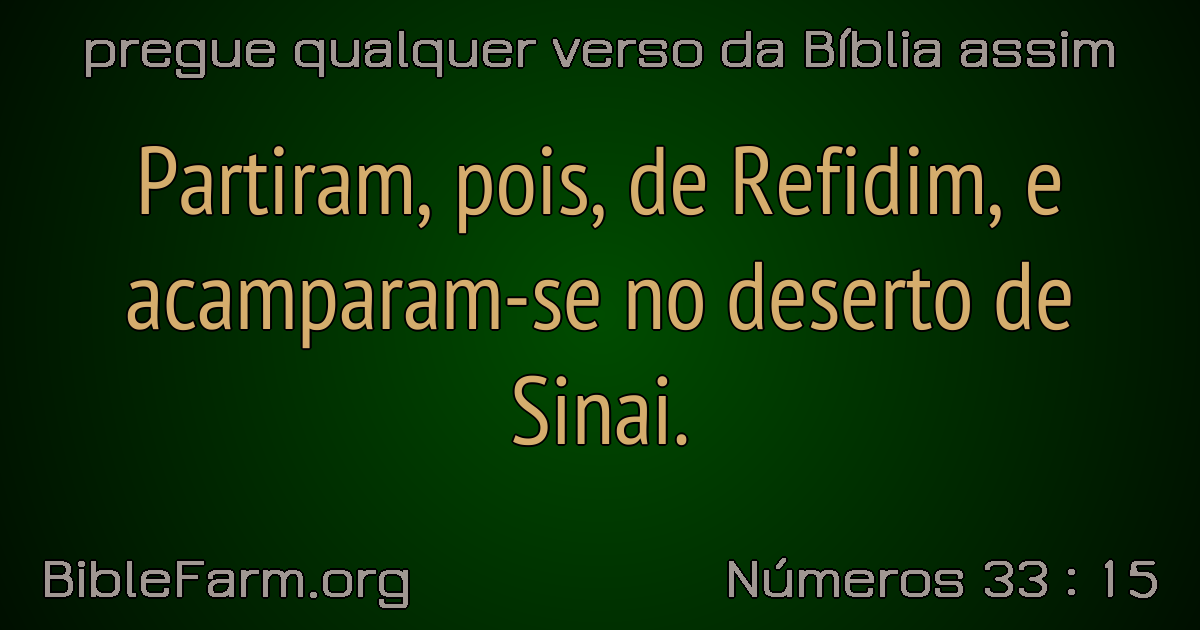 pregue qualquer verso da Bíblia assim
Partiram, pois, de Refidim, e
acamparam-se no deserto de
Sinai.
BibleFarm.org
Números 33 : 15